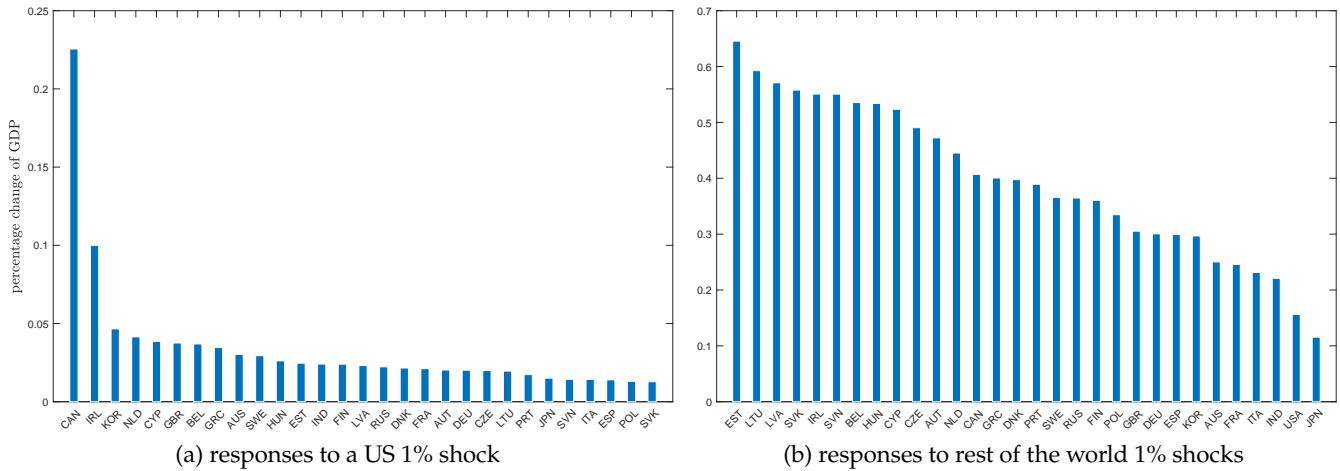 0.25
0.2
0.15
0.1
0.05
0
percentage change of GDP
CAN IRL KOR NLD CYP GBR BEL GRC AUS SWE HUN EST IND FIN LVA RUS DNK FRA AUT DEU CZE LTU PRT JPN SVN ITA ESP POL SVK
(a) responses to a US 1% shock
0.7
0.6
0.5
0.4
0.3
0.2
0.1
0
EST LTU LVA SVK IRL SVN BEL HUN CYP CZE AUT NLD CAN GRC DNK PRT SWE RUS FIN POL GBR DEU ESP KOR AUS FRA ITA IND USA JPN
(b) responses to rest of the world 1% shocks